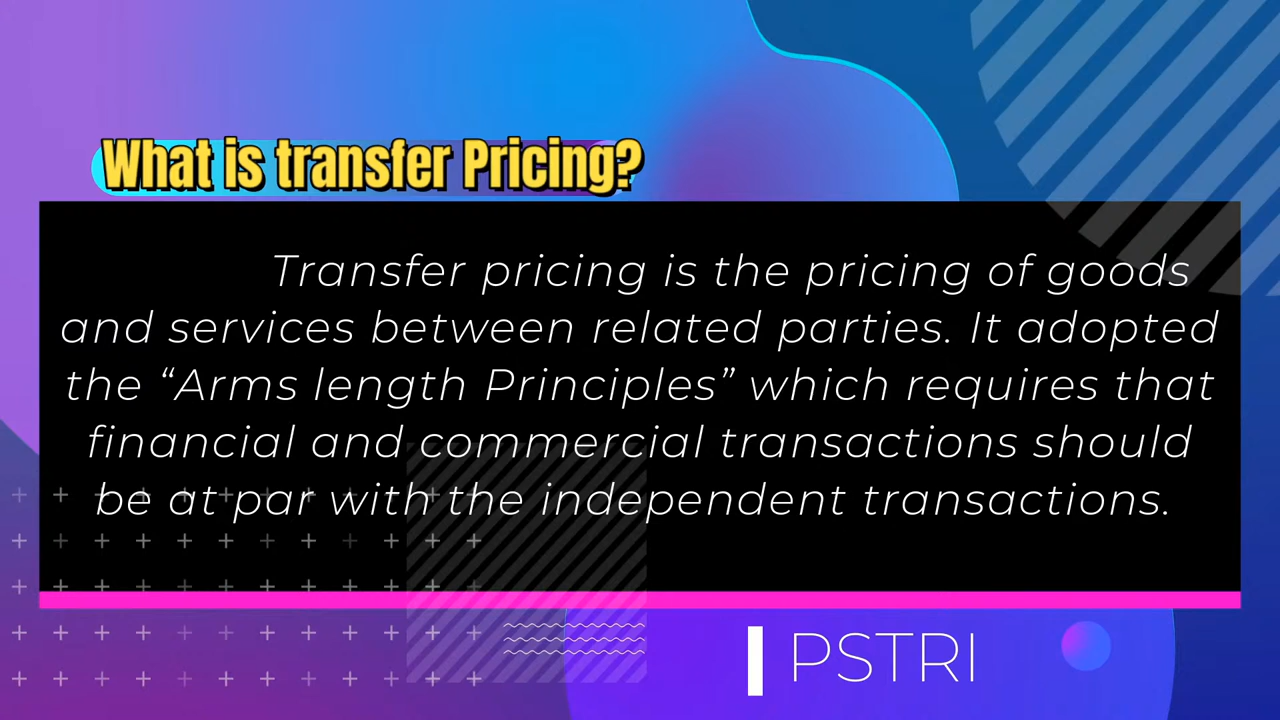 What is transfer Pricing?
Transfer pricing is the pricing of goods
and services between related parties. It adopted
the “Arms length Principles” which requires that
financial and commercial transactions should
be at par with the independent transactions.
PSTRI